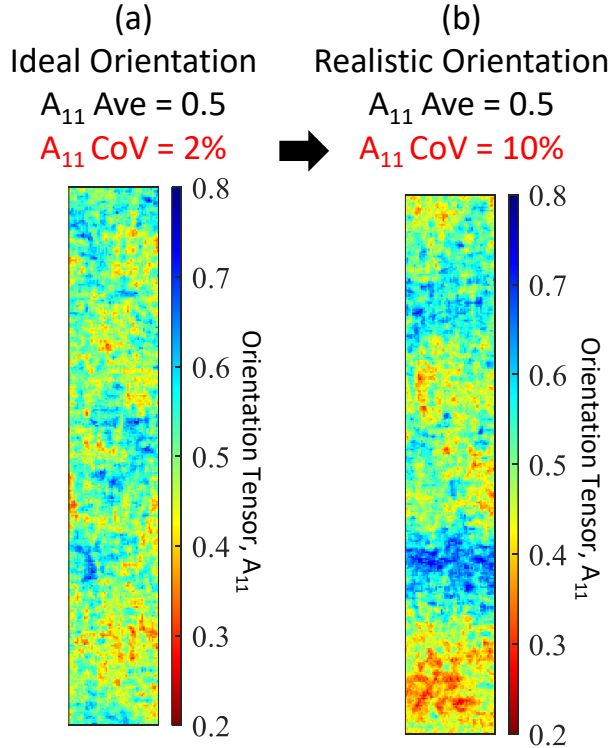 (a)
Ideal Orientation
A₁₁ Ave = 0.5
A₁₁ CoV = 2%
0.8
0.7
0.6
0.5
0.4
0.3
0.2
Orientation Tensor, A₁₁
(b)
Realistic Orientation
A₁₁ Ave = 0.5
A₁₁ CoV = 10%
0.8
0.7
0.6
0.5
0.4
0.3
0.2
Orientation Tensor, A₁₁